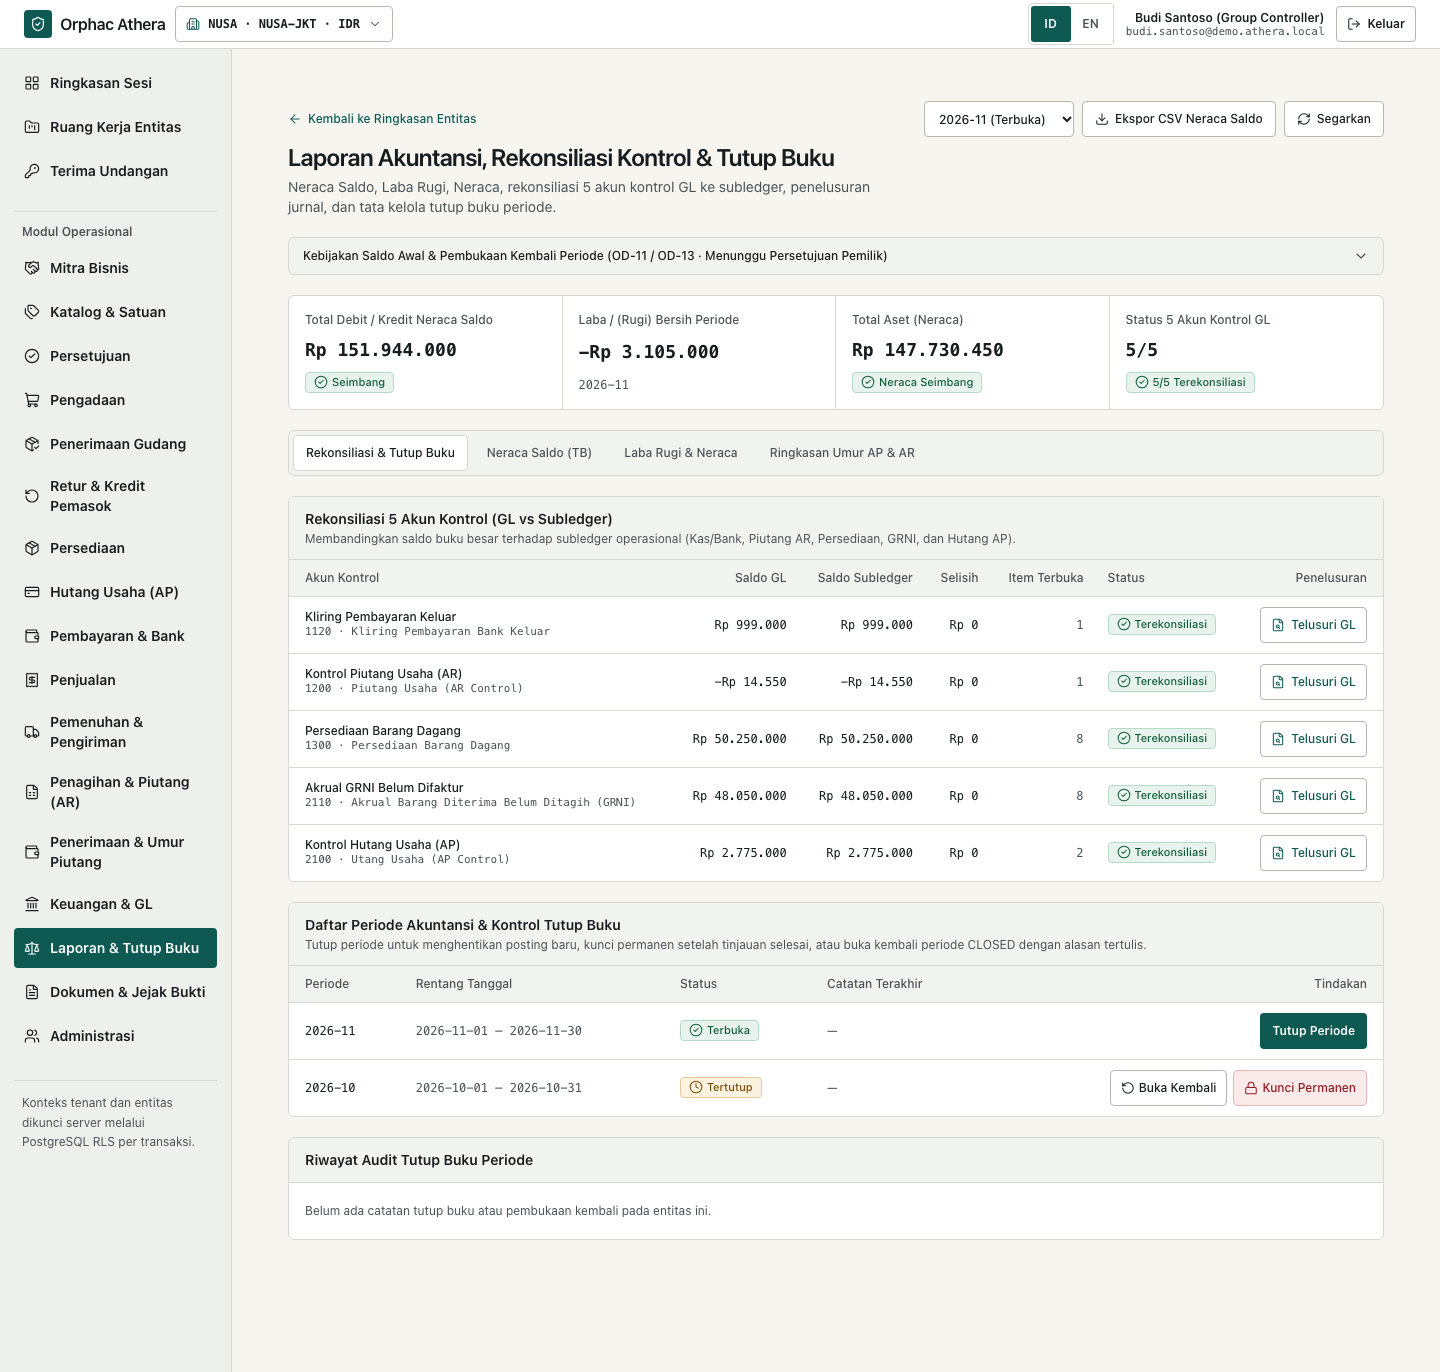 Orphac Athera
NUSA · NUSA-JKT · IDR
ID
EN
Budi Santoso (Group Controller)
budi.santoso@demo.athera.local
Keluar
Ringkasan Sesi
Ruang Kerja Entitas
Terima Undangan
Modul Operasional
Mitra Bisnis
Katalog & Satuan
Persetujuan
Pengadaan
Penerimaan Gudang
Retur & Kredit
Pemasok
Persediaan
Hutang Usaha (AP)
Pembayaran & Bank
Penjualan
Pemenuhan &
Pengiriman
Penagihan & Piutang
(AR)
Penerimaan & Umur
Piutang
Keuangan & GL
Laporan & Tutup Buku
Dokumen & Jejak Bukti
Administrasi
Konteks tenant dan entitas
dikunci server melalui
PostgreSQL RLS per transaksi.
Kembali ke Ringkasan Entitas
2026-11 (Terbuka)
Ekspor CSV Neraca Saldo
Segarkan
Laporan Akuntansi, Rekonsiliasi Kontrol & Tutup Buku
Neraca Saldo, Laba Rugi, Neraca, rekonsiliasi 5 akun kontrol GL ke subledger, penelusuran
jurnal, dan tata kelola tutup buku periode.
Kebijakan Saldo Awal & Pembukaan Kembali Periode (OD-11 / OD-13 · Menunggu Persetujuan Pemilik)
Total Debit / Kredit Neraca Saldo
Rp 151.944.000
Seimbang
Laba / (Rugi) Bersih Periode
-Rp 3.105.000
2026-11
Total Aset (Neraca)
Rp 147.730.450
Neraca Seimbang
Status 5 Akun Kontrol GL
5/5
5/5 Terekonsiliasi
Rekonsiliasi & Tutup Buku
Neraca Saldo (TB)
Laba Rugi & Neraca
Ringkasan Umur AP & AR
Rekonsiliasi 5 Akun Kontrol (GL vs Subledger)
Membandingkan saldo buku besar terhadap subledger operasional (Kas/Bank, Piutang AR, Persediaan, GRNI, dan Hutang AP).
Akun Kontrol Saldo GL Saldo Subledger Selisih Item Terbuka Status Penelusuran
Kliring Pembayaran Keluar
1120 · Kliring Pembayaran Bank Keluar
Rp 999.000 Rp 999.000 Rp 0 1 Terekonsiliasi Telusuri GL
Kontrol Piutang Usaha (AR)
1200 · Piutang Usaha (AR Control)
-Rp 14.550 -Rp 14.550 Rp 0 1 Terekonsiliasi Telusuri GL
Persediaan Barang Dagang
1300 · Persediaan Barang Dagang
Rp 50.250.000 Rp 50.250.000 Rp 0 8 Terekonsiliasi Telusuri GL
Akrual GRNI Belum Difaktur
2110 · Akrual Barang Diterima Belum Ditagih (GRNI)
Rp 48.050.000 Rp 48.050.000 Rp 0 8 Terekonsiliasi Telusuri GL
Kontrol Hutang Usaha (AP)
2100 · Utang Usaha (AP Control)
Rp 2.775.000 Rp 2.775.000 Rp 0 2 Terekonsiliasi Telusuri GL
Daftar Periode Akuntansi & Kontrol Tutup Buku
Tutup periode untuk menghentikan posting baru, kunci permanen setelah tinjauan selesai, atau buka kembali periode CLOSED dengan alasan tertulis.
Periode Rentang Tanggal Status Catatan Terakhir Tindakan
2026-11 2026-11-01 — 2026-11-30 Terbuka — Tutup Periode
2026-10 2026-10-01 — 2026-10-31 Tertutup — Buka Kembali Kunci Permanen
Riwayat Audit Tutup Buku Periode
Belum ada catatan tutup buku atau pembukaan kembali pada entitas ini.